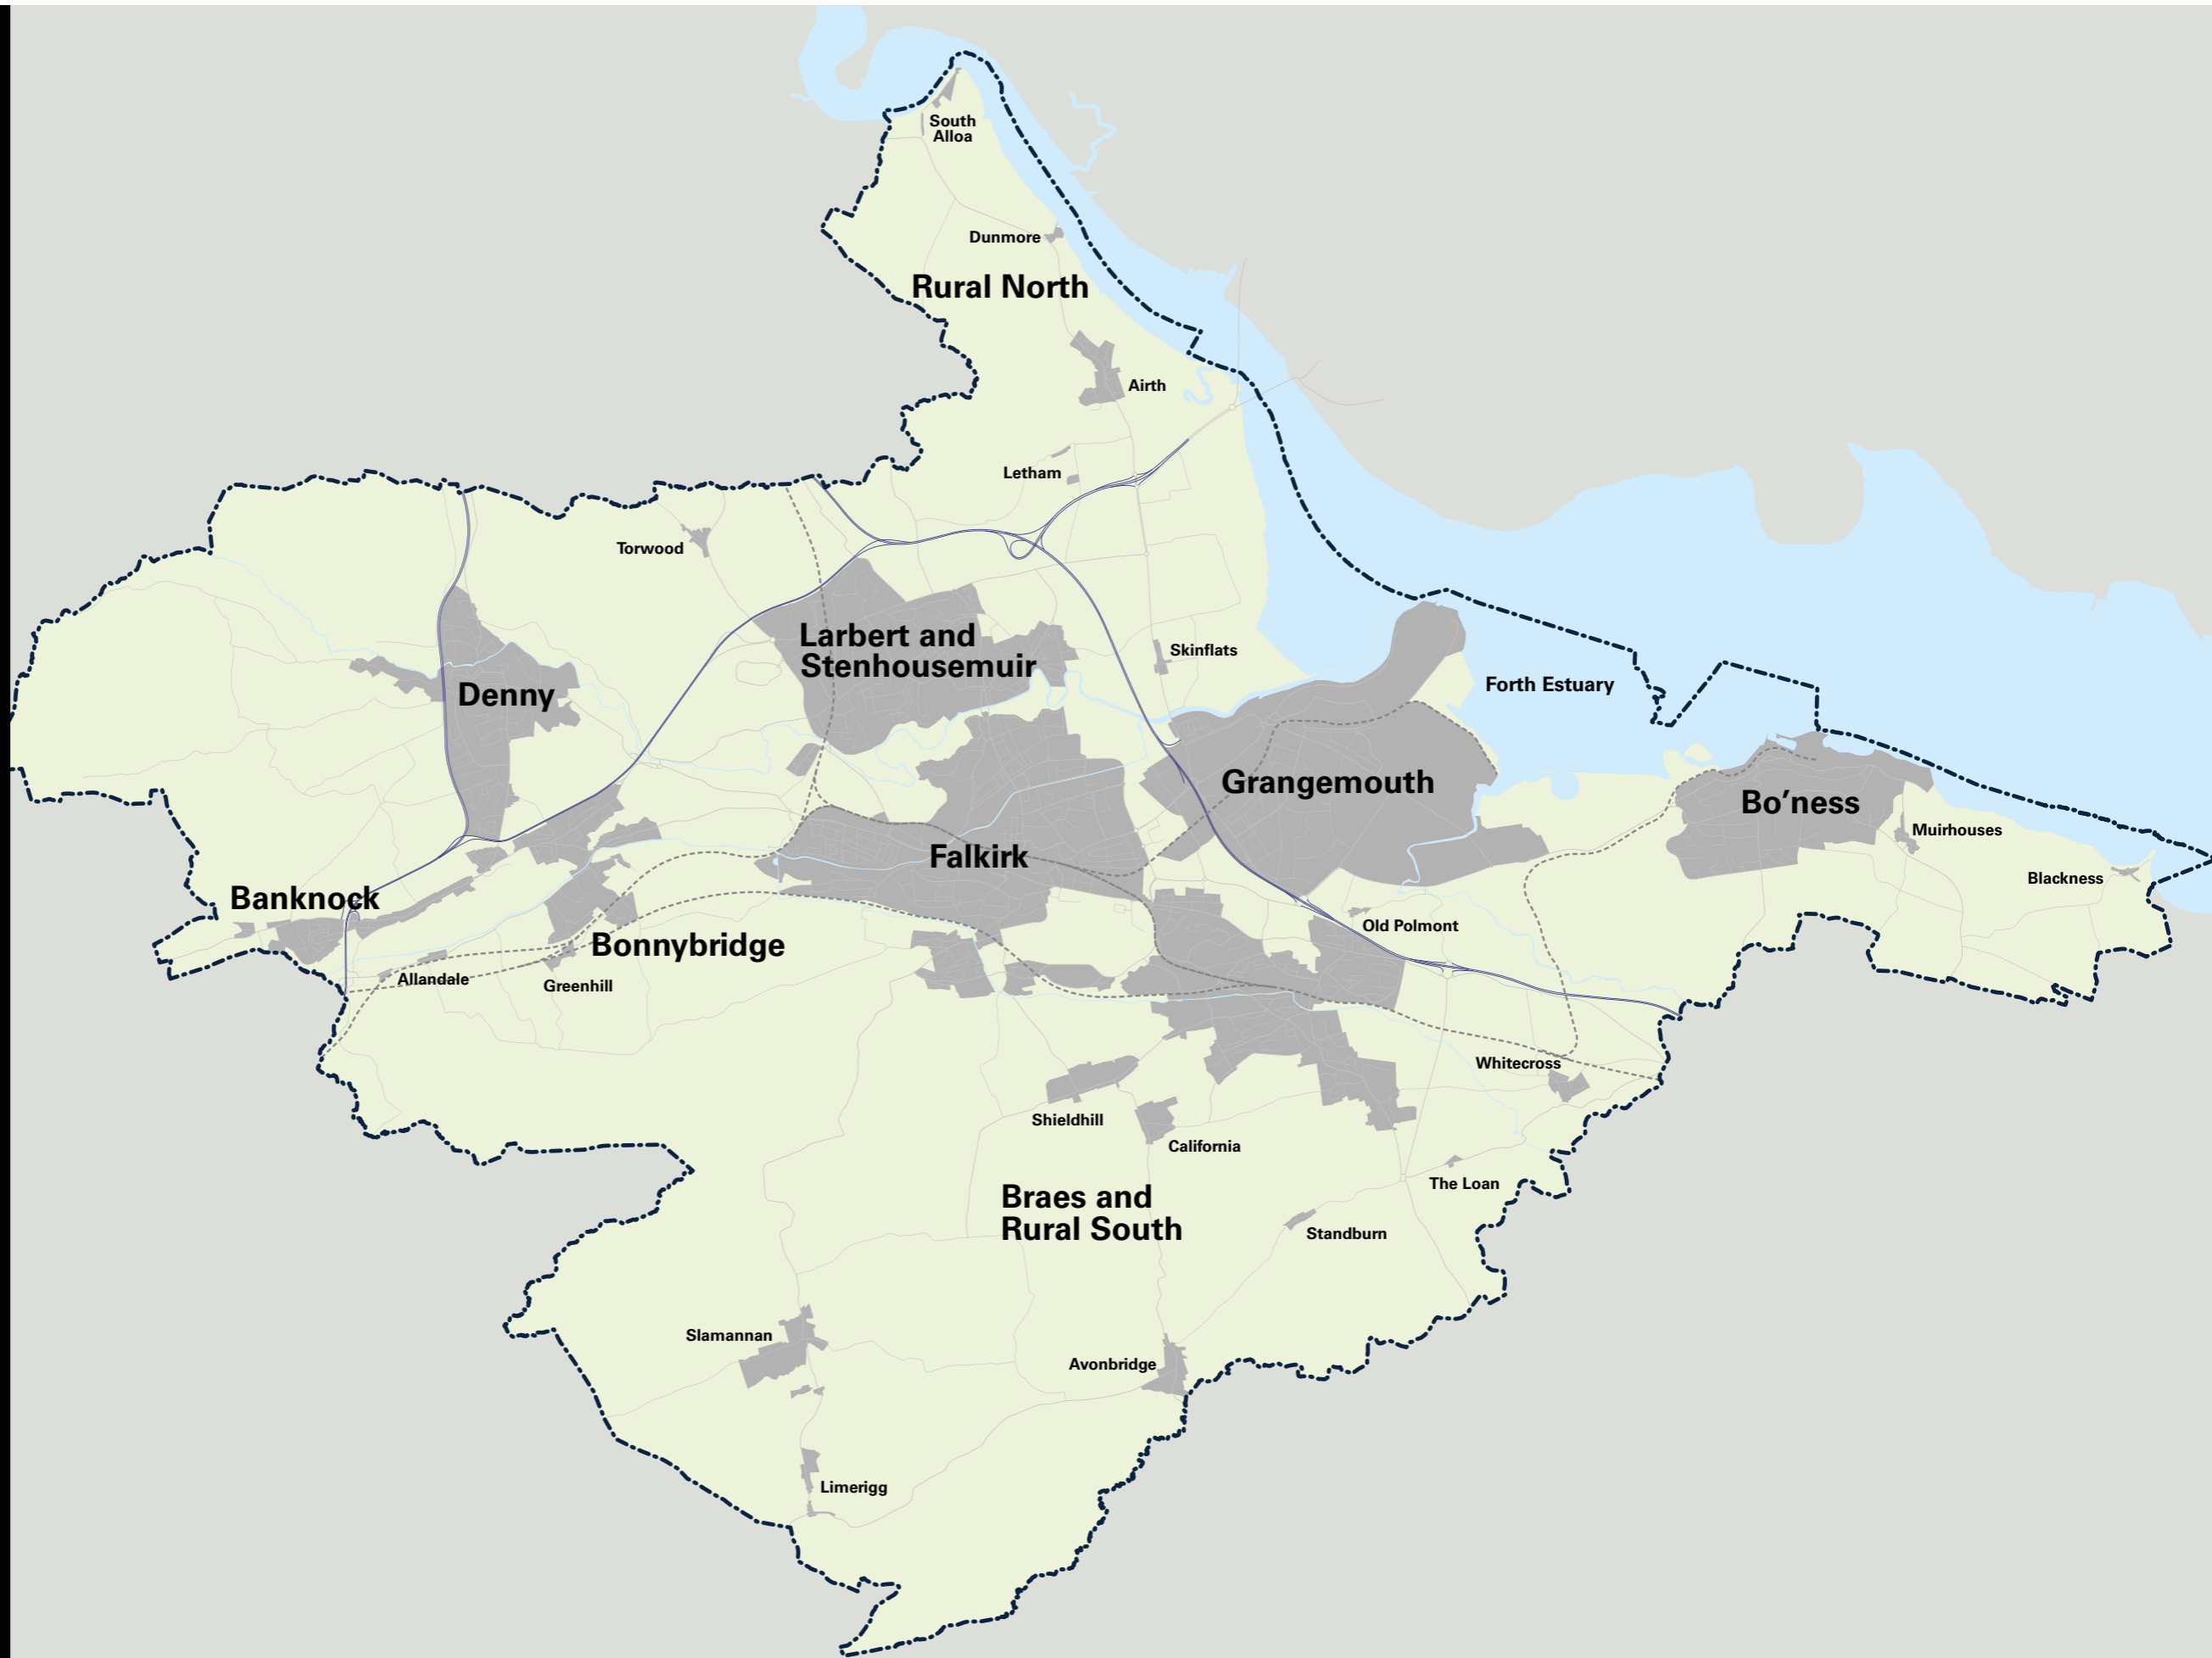 South
Alloa
Dunmore
Rural North
Airth
Letham
Torwood
Larbert and
Stenhousemuir
Skinflats
Forth Estuary
Denny
Grangemouth
Bo’ness
Muirhouses
Falkirk
Blackness
Banknock
Old Polmont
Bonnybridge
Allandale
Greenhill
Whitecross
Shieldhill
California
The Loan
Braes and
Rural South
Standburn
Slamannan
Avonbridge
Limerigg